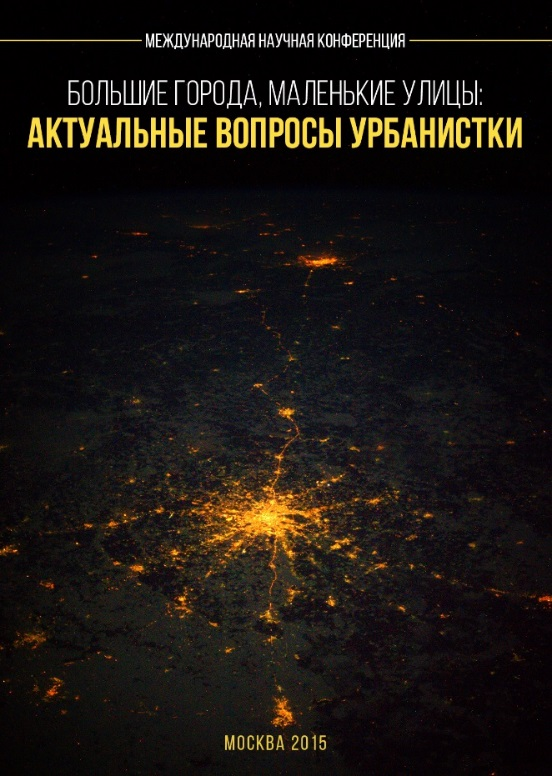 МЕЖДУНАРОДНАЯ НАУЧНАЯ КОНФЕРЕНЦИЯ
БОЛЬШИЕ ГОРОДА, МАЛЕНЬКИЕ УЛИЦЫ:
АКТУАЛЬНЫЕ ВОПРОСЫ УРБАНИСТКИ
МОСКВА 2015